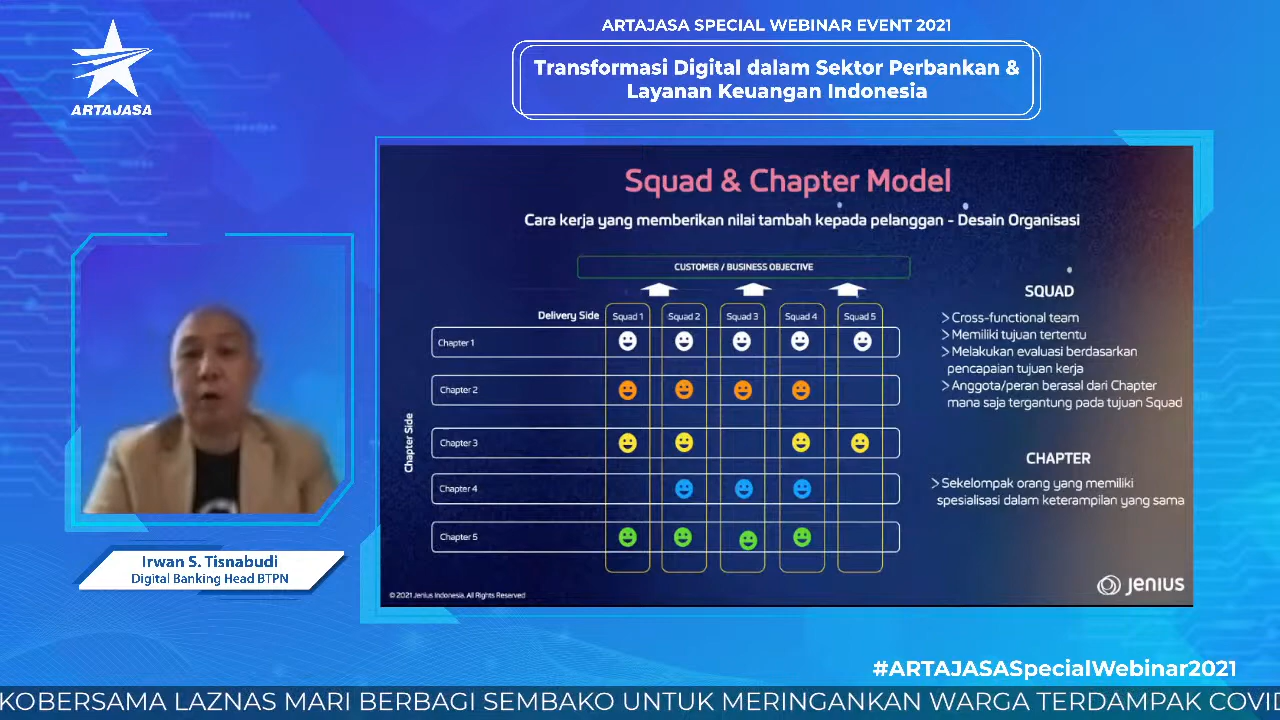 ARTAJASA
ARTAJASA SPECIAL WEBINAR EVENT 2021
Transformasi Digital dalam Sektor Perbankan &
Layanan Keuangan Indonesia
Squad & Chapter Model
Cara kerja yang memberikan nilai tambah kepada pelanggan - Desain Organisasi
CUSTOMER / BUSINESS OBJECTIVE
Delivery Side
Squad 1
Squad 2
Squad 3
Squad 4
Squad 5
Chapter Side
Chapter 1
Chapter 2
Chapter 3
Chapter 4
Chapter 5
SQUAD
> Cross-functional team
> Memiliki tujuan tertentu
> Melakukan evaluasi berdasarkan
pencapaian tujuan kerja
> Anggota/peran berasal dari Chapter
mana saja tergantung pada tujuan Squad
CHAPTER
> Sekelompak orang yang memiliki
spesialisasi dalam keterampilan yang sama
© 2021 Jenius Indonesia. All Rights Reserved
jenius
Irwan S. Tisnabudi
Digital Banking Head BTPN
#ARTAJASASpecialWebinar2021
KOBERSAMA LAZNAS MARI BERBAGI SEMBAKO UNTUK MERINGANKAN WARGA TERDAMPAK COVID